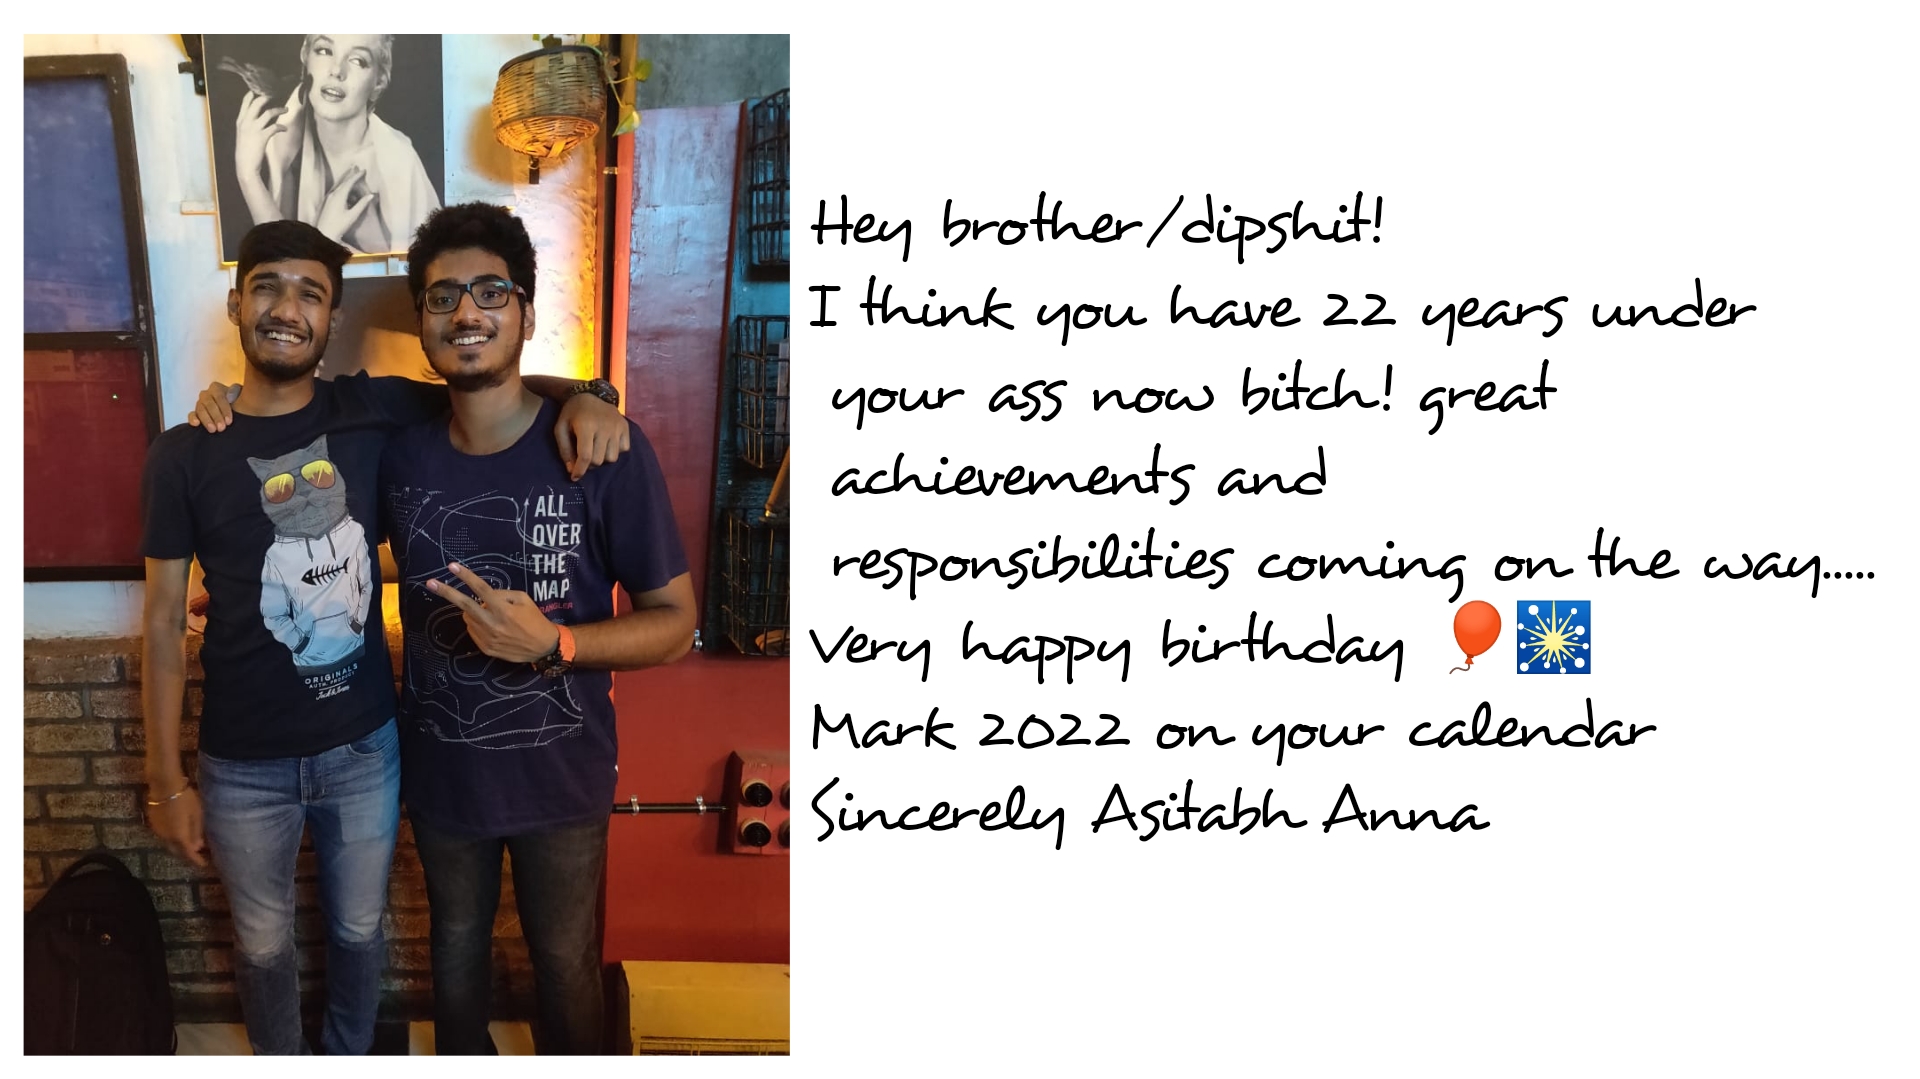 ALL
OVER
THE
MAP
ORIGINALS
Hey brother/dipshit!
I think you have 22 years under
your ass now bitch! great
achievements and
responsibilities coming on the way.....
Very happy birthday 🎈🎇
Mark 2022 on your calendar
Sincerely Asitabh Anna